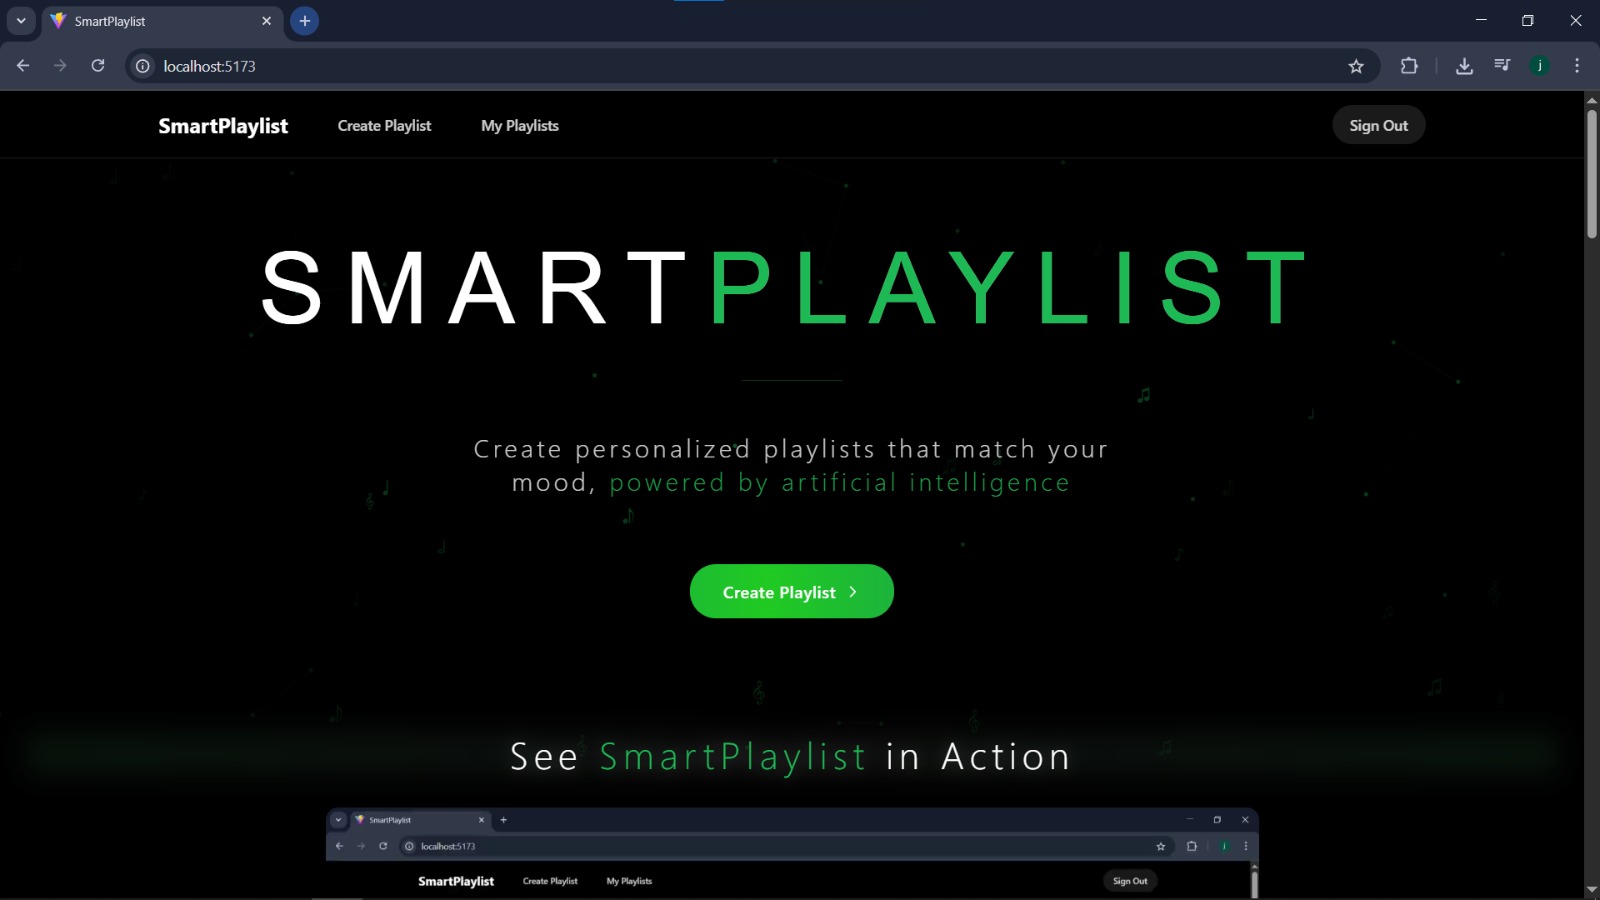 SmartPlaylist
localhost:5173
j
SmartPlaylist Create Playlist My Playlists Sign Out
SMARTPLAYLIST
Create personalized playlists that match your
mood, powered by artificial intelligence
Create Playlist
See SmartPlaylist in Action
SmartPlaylist
localhost:5173
j
SmartPlaylist Create Playlist My Playlists Sign Out